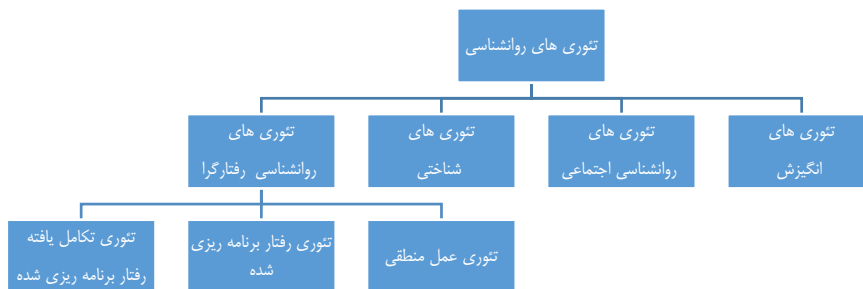 تئوری های روانشناسی
تئوری های
انگیزش
تئوری های
روانشناسی اجتماعی
تئوری های
شناختی
تئوری های
روانشناسی رفتارگرا
تئوری عمل منطقی
تئوری رفتار برنامه ریزی
شده
تئوری تکامل یافته
رفتار برنامه ریزی شده